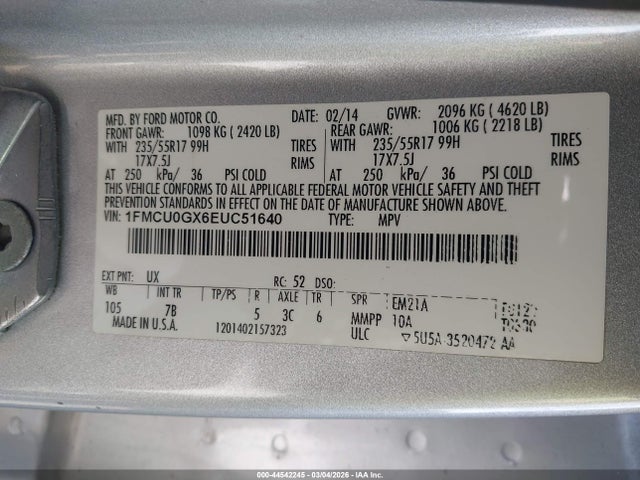 MFD. BY FORD MOTOR CO. DATE: 02/14 GVWR: 2096 KG ( 4620 LB)
FRONT GAWR: 1098 KG ( 2420 LB) REAR GAWR: 1006 KG ( 2218 LB)
WITH 235/55R17 99H TIRES WITH 235/55R17 99H TIRES
17X7.5J RIMS 17X7.5J RIMS
AT 250 kPa/ 36 PSI COLD AT 250 kPa/ 36 PSI COLD
THIS VEHICLE CONFORMS TO ALL APPLICABLE FEDERAL MOTOR VEHICLE SAFETY AND THEFT
PREVENTION STANDARDS IN EFFECT ON THE DATE OF MANUFACTURE SHOWN ABOVE.
VIN: 1FMCU0GX6EUC51640 TYPE: MPV
EXT PNT: UX RC: 52 DSO:
WB INT TR TP/PS R AXLE TR SPR EM21A
105 7B 5 3C 6 MMPP 10A
MADE IN U.S.A. 1201402157323 ULC 5U5A-3520472-AA
000-44542245 - 03/04/2026 - IAA Inc.